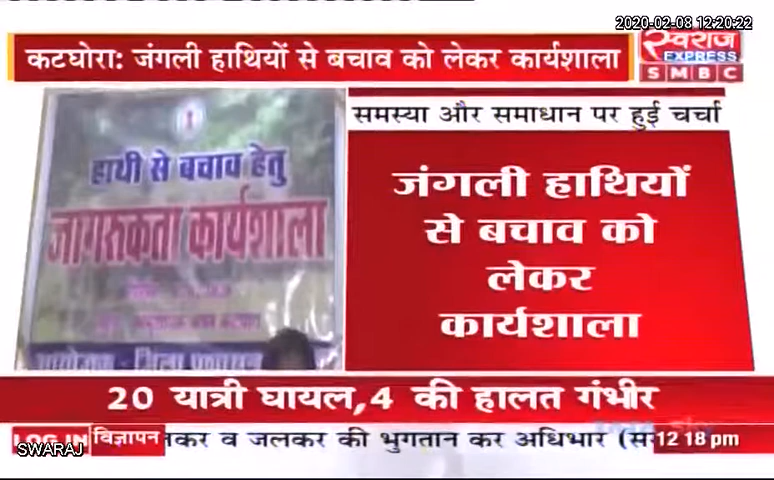 2020-02-08 12:20:22
कटघोरा: जंगली हाथियों से बचाव को लेकर कार्यशाला
स्वराज
EXPRESS
SMBC
समस्या और समाधान पर हुई चर्चा
हाथी से बचाव हेतु
जागरुकता कार्यशाला
जंगली हाथियों
से बचाव को
लेकर
कार्यशाला
20 यात्री घायल,4 की हालत गंभीर
LOG IN विज्ञापन व जलकर की भुगतान कर अधिभार 12 18 pm
SWARAJ